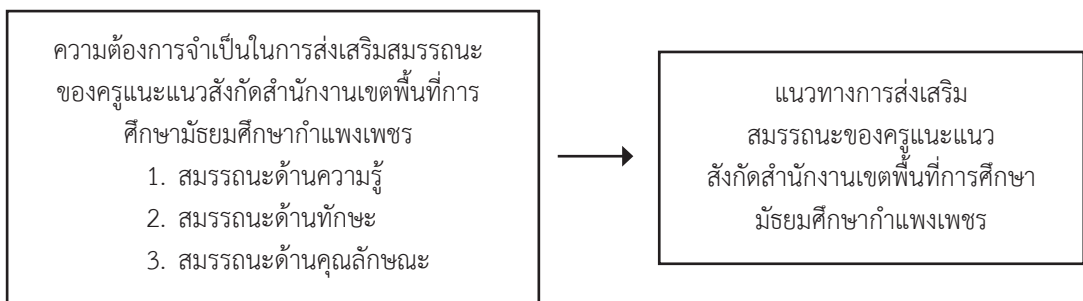 ความต้องการจำเป็นในการส่งเสริมสมรรถนะ
ของครูแนะแนวสังกัดสำนักงานเขตพื้นที่การ
ศึกษามัธยมศึกษากำแพงเพชร
1. สมรรถนะด้านความรู้
2. สมรรถนะด้านทักษะ
3. สมรรถนะด้านคุณลักษณะ
แนวทางการส่งเสริม
สมรรถนะของครูแนะแนว
สังกัดสำนักงานเขตพื้นที่การศึกษา
มัธยมศึกษากำแพงเพชร